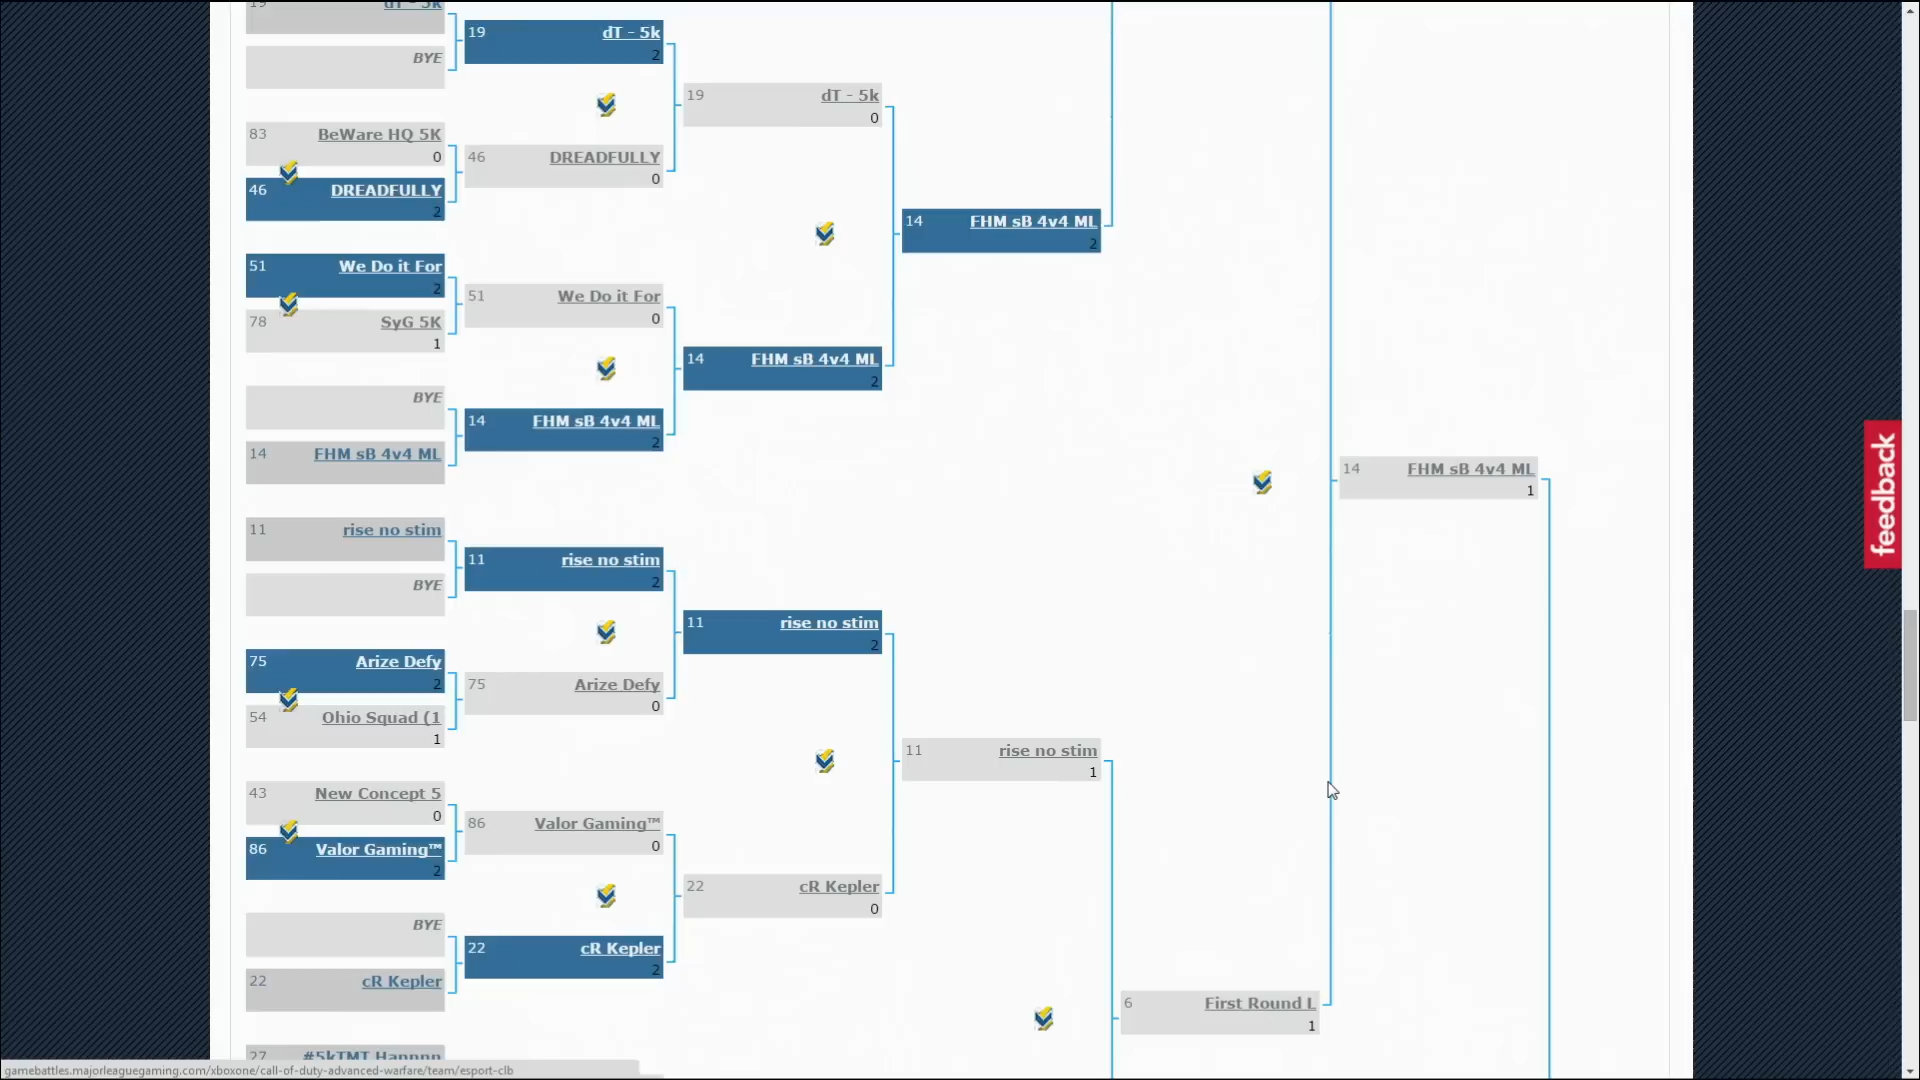 19 dT - 5k
BYE
83 BeWare HQ 5K
0
46 DREADFULLY
2
51 We Do it For
2
78 SyG 5K
1
BYE
14 FHM sB 4v4 ML
11 rise no stim
BYE
75 Arize Defy
2
54 Ohio Squad (1
1
43 New Concept 5
0
86 Valor Gaming™
2
BYE
22 cR Kepler
27 #5kTMT Happnn
19 dT - 5k
2
46 DREADFULLY
0
51 We Do it For
0
14 FHM sB 4v4 ML
2
11 rise no stim
2
75 Arize Defy
0
86 Valor Gaming™
0
22 cR Kepler
2
19 dT - 5k
0
14 FHM sB 4v4 ML
2
11 rise no stim
2
22 cR Kepler
0
14 FHM sB 4v4 ML
2
11 rise no stim
1
6 First Round L
1
14 FHM sB 4v4 ML
1
feedback
gamebattles.majorleaguegaming.com/xboxone/call-of-duty-advanced-warfare/team/esport-clb